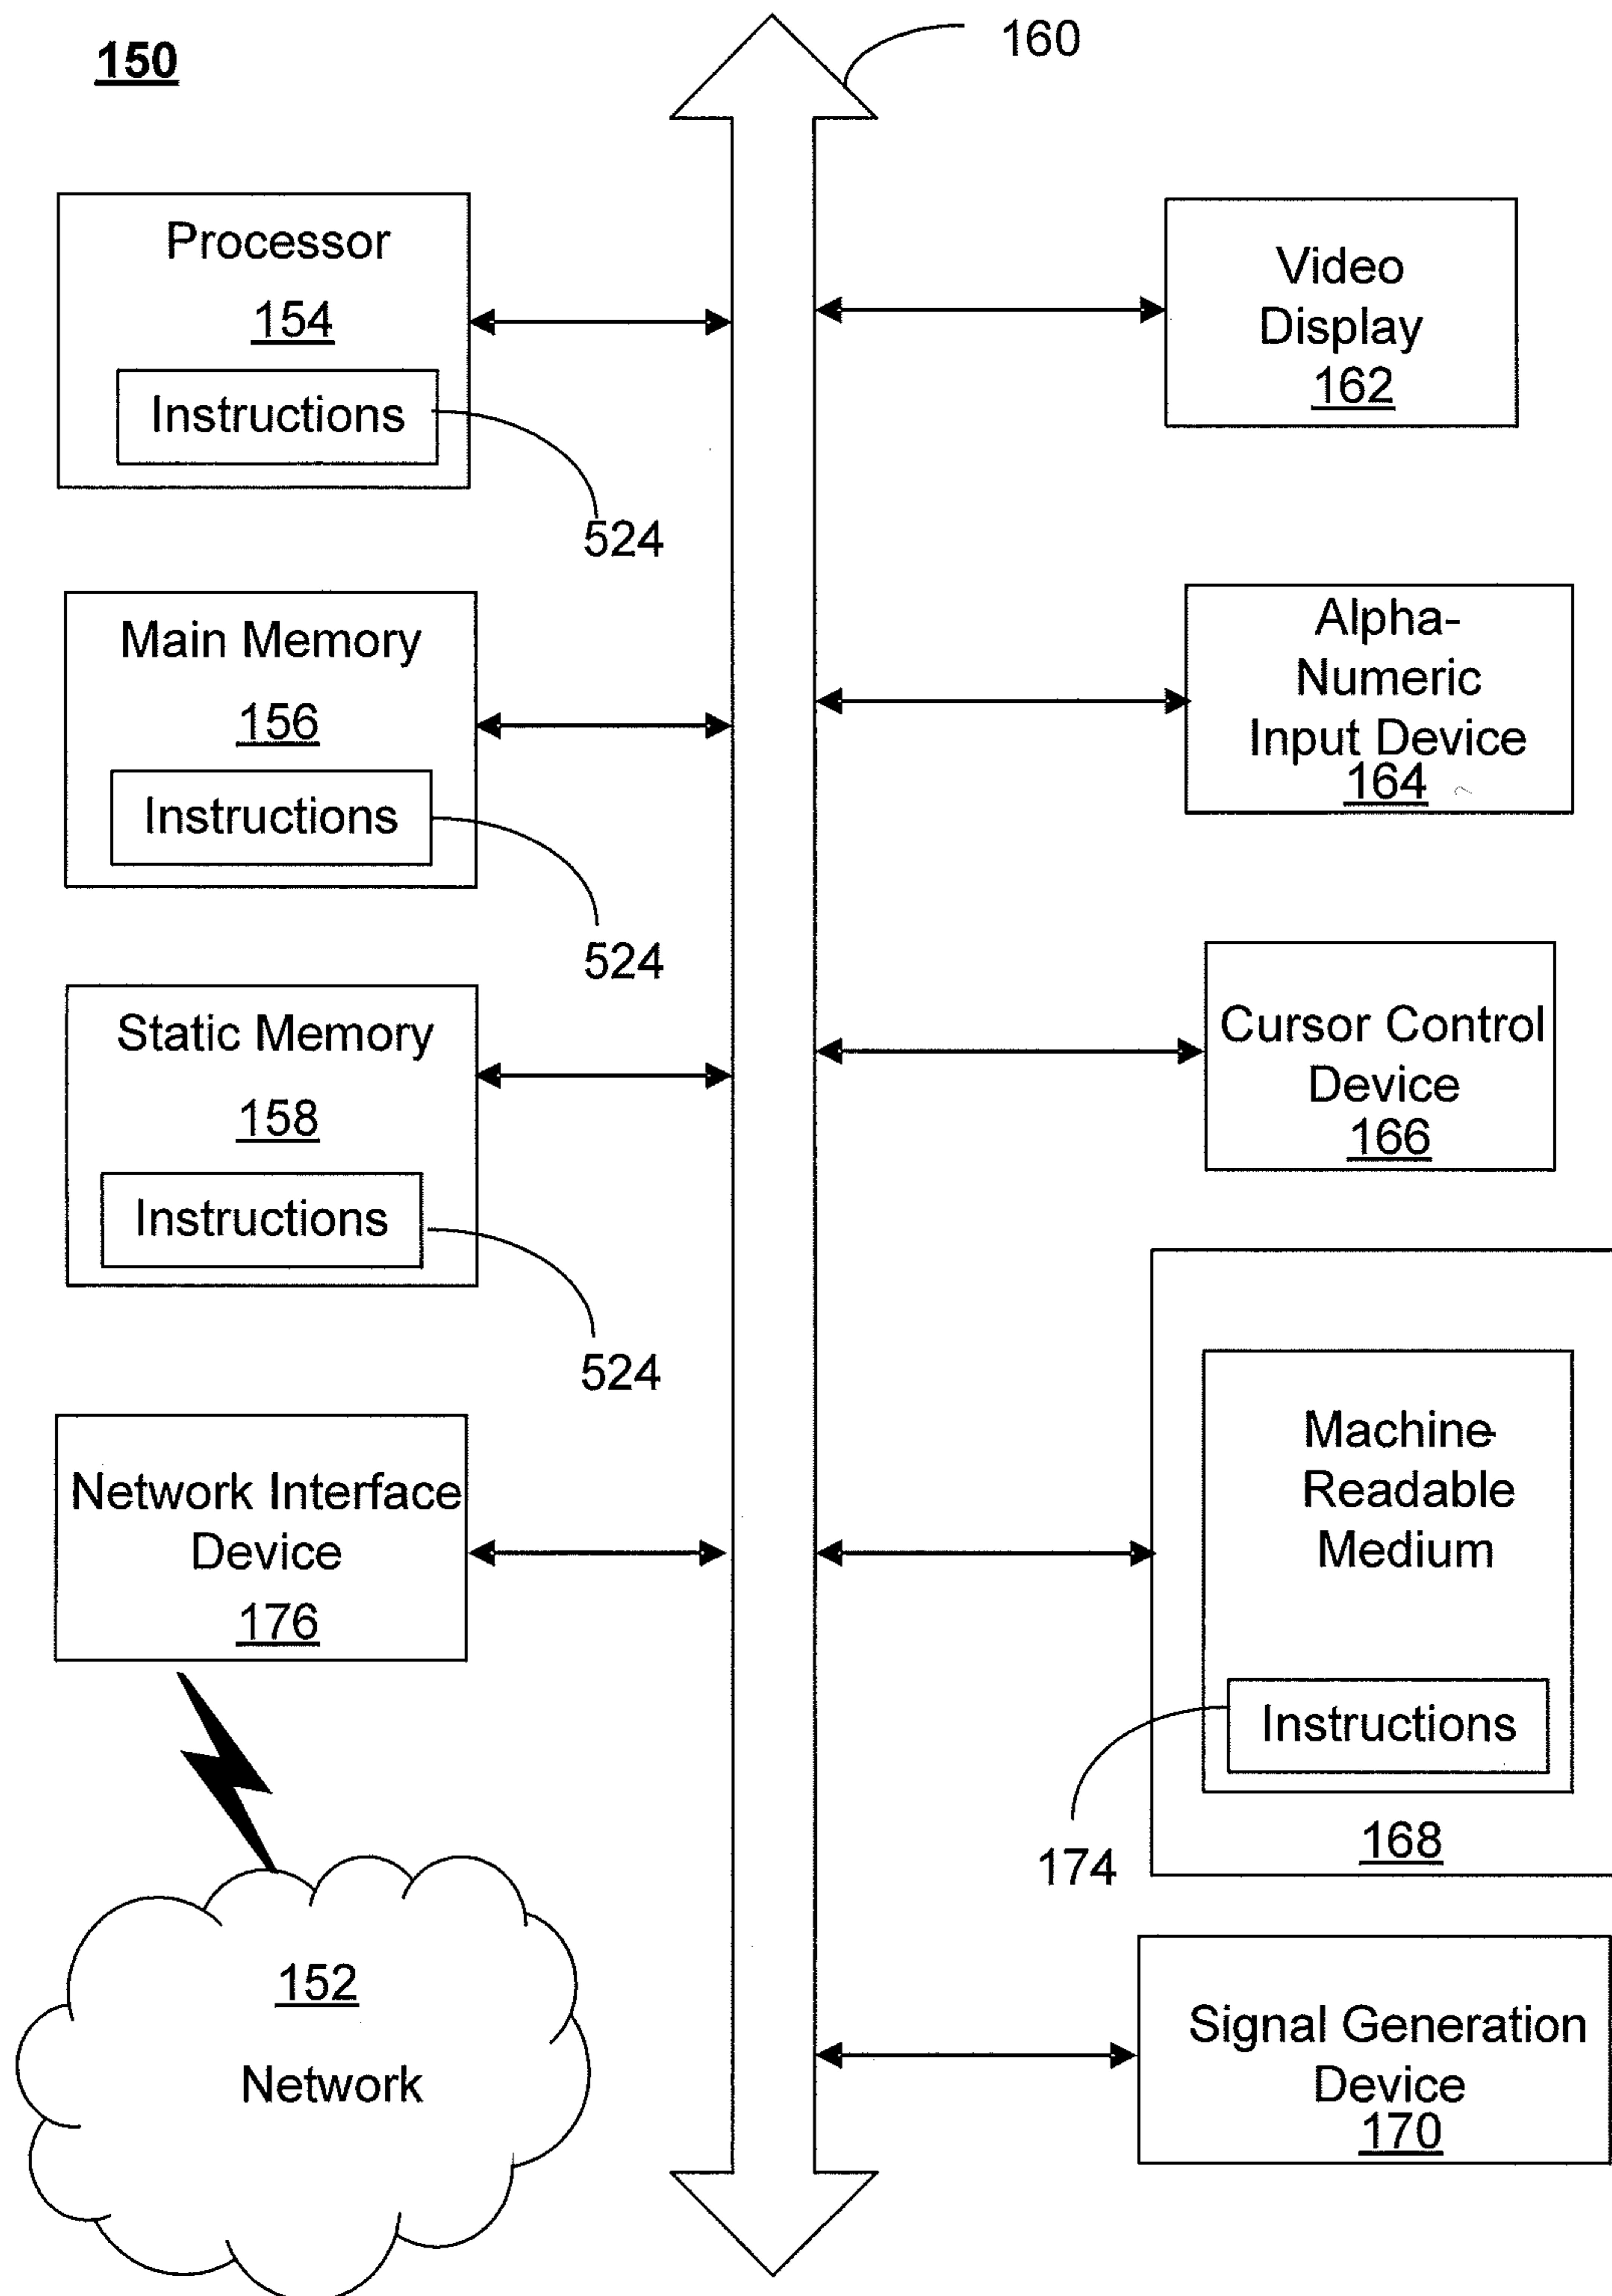 150
160
Processor
154
Instructions
524
Main Memory
156
Instructions
524
Static Memory
158
Instructions
524
Network Interface
Device
176
152
Network
Video
Display
162
Alpha-
Numeric
Input Device
164
Cursor Control
Device
166
Machine-
Readable
Medium
Instructions
174
168
Signal Generation
Device
170